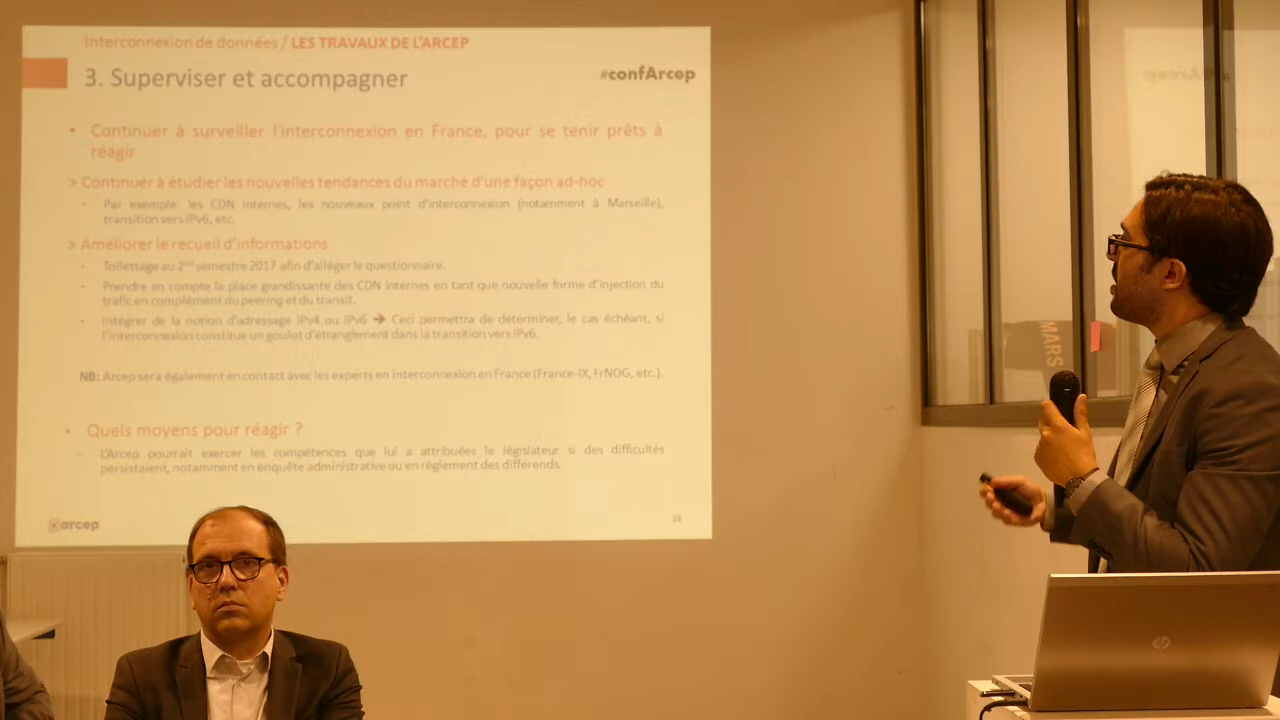 Interconnexion de données / LES TRAVAUX DE L'ARCEP
3. Superviser et accompagner
#confArcep
• Continuer à surveiller l'interconnexion en France, pour se tenir prêts à
réagir
> Continuer à étudier les nouvelles tendances du marché d'une façon ad-hoc
- Par exemple: les CDN internes, les nouveaux point d'interconnexion (notamment à Marseille),
transition vers IPv6, etc.
> Améliorer le recueil d'informations
- Toilettage au 2nd semestre 2017 afin d'alléger le questionnaire.
- Prendre en compte la place grandissante des CDN internes en tant que nouvelle forme d'injection du
trafic en complément du peering et du transit.
- Intégrer de la notion d'adressage IPv4 ou IPv6 → Ceci permettra de déterminer, le cas échéant, si
l'interconnexion constitue un goulot d'étranglement dans la transition vers IPv6.
NB: Arcep sera également en contact avec les experts en interconnexion en France (France-IX, FrNOG, etc.).
• Quels moyens pour réagir ?
- L'Arcep pourrait exercer les compétences que lui a attribuées le législateur si des difficultés
persistaient, notamment en enquête administrative ou en règlement des différends.
arcep
MARS
hp